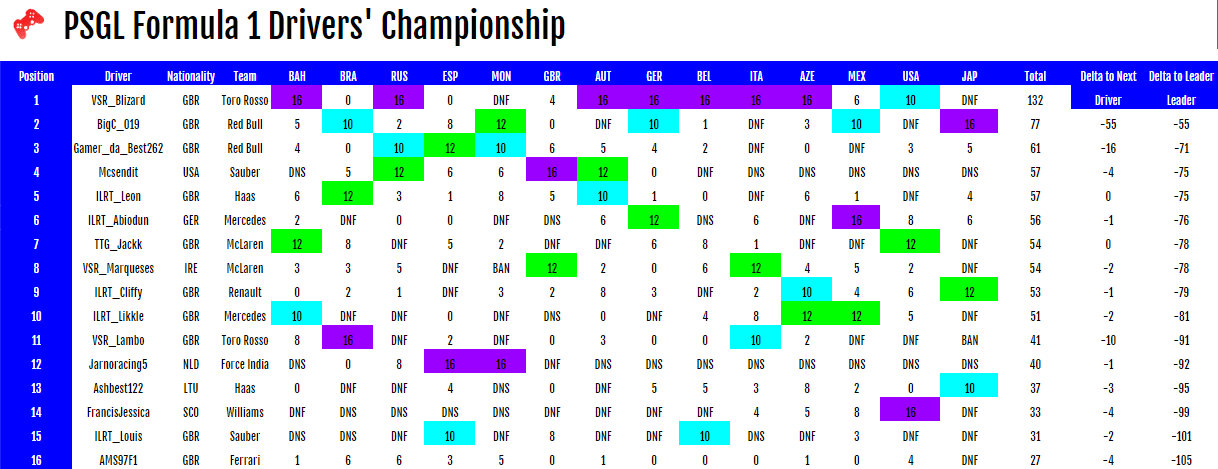 PSGL Formula 1 Drivers' Championship
Position Driver Nationality Team BAH BRA RUS ESP MON GBR AUT GER BEL ITA AZE MEX USA JAP Total Delta to Next Delta to Leader
1 VSR_Blizard GBR Toro Rosso 16 0 16 0 DNF 4 16 16 16 16 16 6 10 DNF 132 Driver Leader
2 BigC_019 GBR Red Bull 5 10 2 8 12 0 DNF 10 1 DNF 3 10 DNF 16 77 -55 -55
3 Gamer_da_Best262 GBR Red Bull 4 0 10 12 10 6 5 4 2 DNF 0 DNF 3 5 61 -16 -71
4 Mcsendit USA Sauber DNS 5 12 6 6 16 12 0 DNF DNS DNS DNS DNS DNS 57 -4 -75
5 ILRT_Leon GBR Haas 6 12 3 1 8 5 10 1 0 DNF 6 1 DNF 4 57 0 -75
6 ILRT_Abiodun GER Mercedes 2 DNF 0 0 DNF DNS 6 12 DNS 6 DNF 16 8 6 56 -1 -76
7 TTG_Jackk GBR McLaren 12 8 DNF 5 2 DNF DNF 6 8 1 DNF DNF 12 DNF 54 0 -78
8 VSR_Marqueses IRE McLaren 3 3 5 DNF BAN 12 2 0 6 12 4 5 2 DNF 54 -2 -78
9 ILRT_Cliffy GBR Renault 0 2 1 DNF 3 2 8 3 DNF 2 10 4 6 12 53 -1 -79
10 ILRT_Likkle GBR Mercedes 10 DNF DNF 0 DNF DNS 0 DNF 4 8 12 12 5 DNF 51 -2 -81
11 VSR_Lambo GBR Toro Rosso 8 16 DNF 2 DNF 0 3 0 0 10 2 DNF DNF BAN 41 -10 -91
12 Jarnoracing5 NLD Force India DNS 0 8 16 16 DNF DNS DNS DNS DNS DNS DNS DNS DNS 40 -1 -92
13 Ashbest122 LTU Haas 0 DNF DNF 4 DNS 0 DNF 5 5 3 8 2 0 10 37 -3 -95
14 FrancisJessica SCO Williams DNF DNS DNS DNS DNF DNF DNF DNF DNF 4 5 8 16 DNF 33 -4 -99
15 ILRT_Louis GBR Sauber DNS DNS DNF 10 DNF 8 DNF DNF 10 DNS DNF 3 DNF DNF 31 -2 -101
16 AMS97F1 GBR Ferrari 1 6 6 3 5 0 1 0 0 0 1 0 4 DNF 27 -4 -105